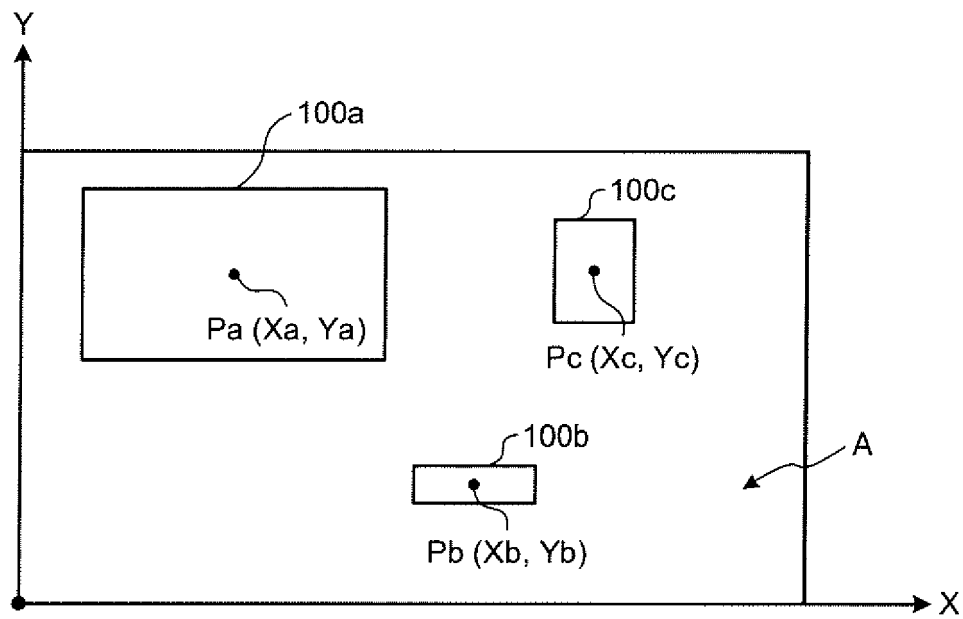 Y
100a
100c
Pa (Xa, Ya)
Pc (Xc, Yc)
100b
A
Pb (Xb, Yb)
X